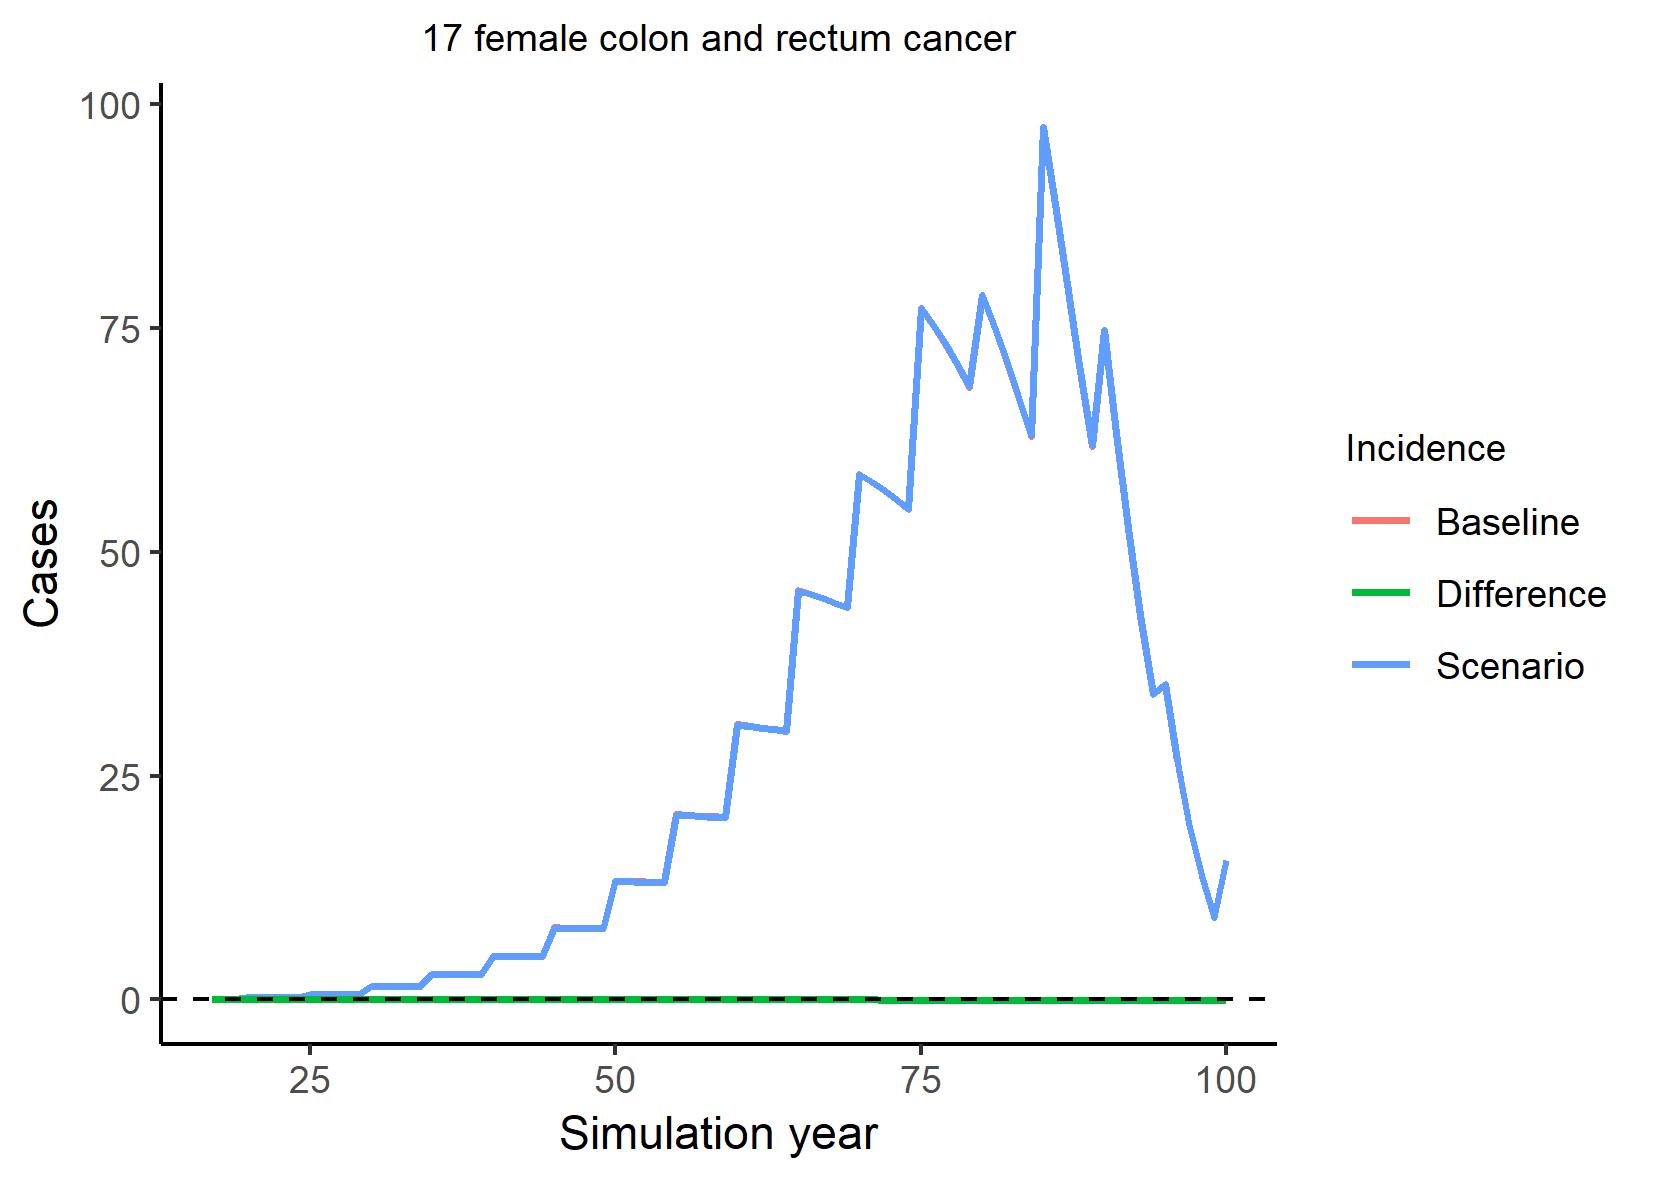 17 female colon and rectum cancer
100
75
50
25
0
Cases
25 50 75 100
Simulation year
Incidence
Baseline
Difference
Scenario